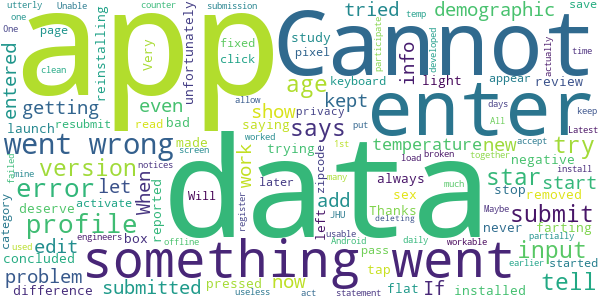 utterly
one
Unable
page
counter
submission
app
Cannot
tried
demographic
One
clean
Very
fixed
click
study
pixel
temp
developed
participate
save
entered
reinstalling
unfortunately
info
age
keyboard
light
appear
time
actually
getting
even
show
enter
review
launch
resubmit
read
bad
kept
privacy
allow
days
All
accept
keep
Latest
went wrong
made
saying
says
worked
put
1st
temperature
new
try
mine
failed
version
When
work
trying
many
load
broken
together
install
error
let
screen
notices
Will
later
left
zipcode
always
sex
much
negative
star
start
category
activate
reported
data
add
JHU
Thanks
deleting
stop
removed
deserve
profile
register
usable
Android
never
farting
submit
used
engineers
edit
box
offline
daily
workable
Maybe
partially
concluded
something went
pass
input
problem
tap
earlier
started
difference
submitted
pressed
now
flat
If
installed
tell
useless
act
statement